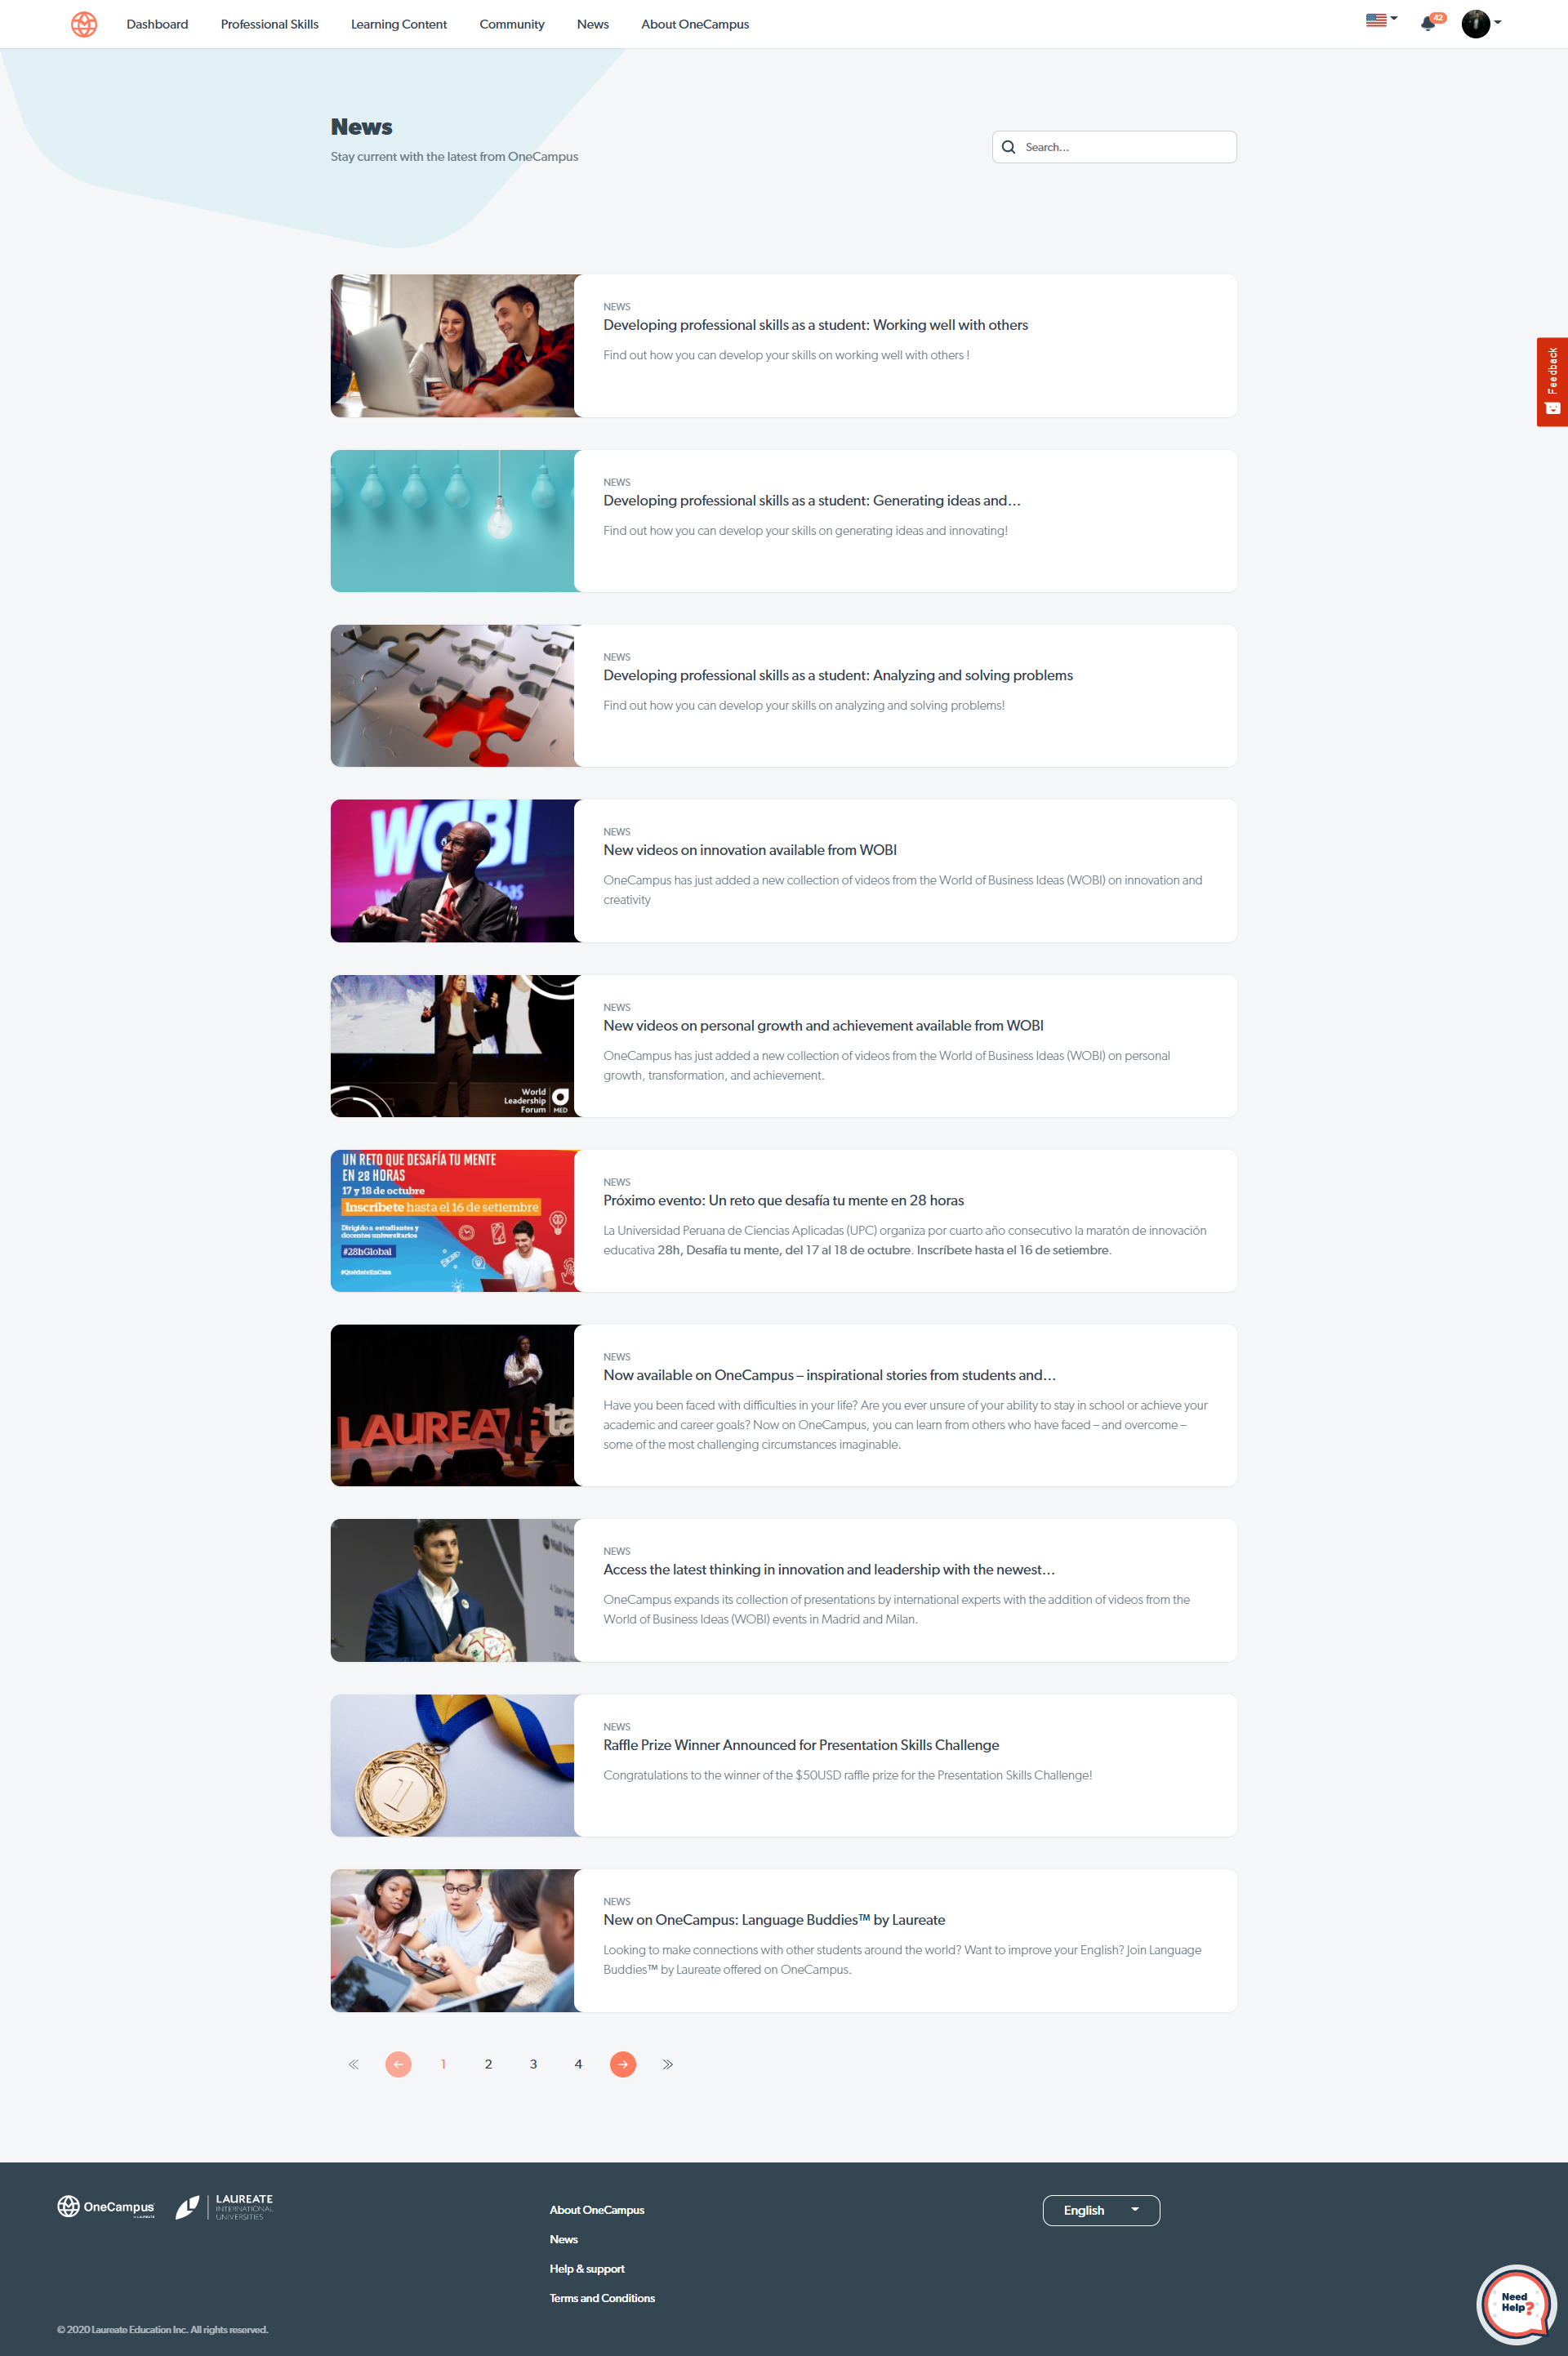 Dashboard
Professional Skills
Learning Content
Community
News
About OneCampus
42
News
Stay current with the latest from OneCampus
Search...
Feedback
NEWS
Developing professional skills as a student: Working well with others
Find out how you can develop your skills on working well with others !
NEWS
Developing professional skills as a student: Generating ideas and...
Find out how you can develop your skills on generating ideas and innovating!
NEWS
Developing professional skills as a student: Analyzing and solving problems
Find out how you can develop your skills on analyzing and solving problems!
WOBI
NEWS
New videos on innovation available from WOBI
OneCampus has just added a new collection of videos from the World of Business Ideas (WOBI) on innovation and
creativity
World
Leadership
Forum
MED
NEWS
New videos on personal growth and achievement available from WOBI
OneCampus has just added a new collection of videos from the World of Business Ideas (WOBI) on personal
growth, transformation, and achievement.
UN RETO QUE DESAFÍA TU MENTE
EN 28 HORAS
17 y 18 de octubre
Inscríbete hasta el 16 de setiembre
Dirigido a estudiantes y
docentes universitarios
#28hGlobal
#QuédateEnCasa
NEWS
Próximo evento: Un reto que desafía tu mente en 28 horas
La Universidad Peruana de Ciencias Aplicadas (UPC) organiza por cuarto año consecutivo la maratón de innovación
educativa 28h, Desafía tu mente, del 17 al 18 de octubre. Inscríbete hasta el 16 de setiembre.
NEWS
Now available on OneCampus – inspirational stories from students and...
Have you been faced with difficulties in your life? Are you ever unsure of your ability to stay in school or achieve your
academic and career goals? Now on OneCampus, you can learn from others who have faced – and overcome –
some of the most challenging circumstances imaginable.
NEWS
Access the latest thinking in innovation and leadership with the newest...
OneCampus expands its collection of presentations by international experts with the addition of videos from the
World of Business Ideas (WOBI) events in Madrid and Milan.
1
NEWS
Raffle Prize Winner Announced for Presentation Skills Challenge
Congratulations to the winner of the $50USD raffle prize for the Presentation Skills Challenge!
NEWS
New on OneCampus: Language Buddies™ by Laureate
Looking to make connections with other students around the world? Want to improve your English? Join Language
Buddies™ by Laureate offered on OneCampus.
1 2 3 4
OneCampus
LAUREATE
INTERNATIONAL
UNIVERSITIES
About OneCampus
News
Help & support
Terms and Conditions
English
Need
Help?
© 2020 Laureate Education Inc. All rights reserved.